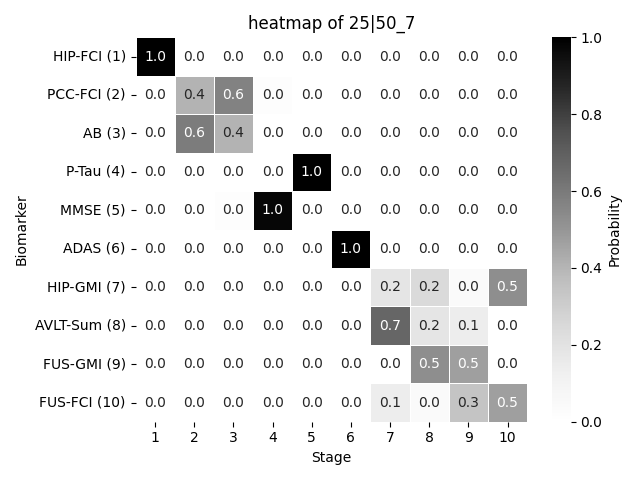 heatmap of 25|50_7
HIP-FCI (1) 1.0 0.0 0.0 0.0 0.0 0.0 0.0 0.0 0.0 0.0
PCC-FCI (2) 0.0 0.4 0.6 0.0 0.0 0.0 0.0 0.0 0.0 0.0
AB (3) 0.0 0.6 0.4 0.0 0.0 0.0 0.0 0.0 0.0 0.0
P-Tau (4) 0.0 0.0 0.0 0.0 1.0 0.0 0.0 0.0 0.0 0.0
MMSE (5) 0.0 0.0 0.0 1.0 0.0 0.0 0.0 0.0 0.0 0.0
ADAS (6) 0.0 0.0 0.0 0.0 0.0 1.0 0.0 0.0 0.0 0.0
HIP-GMI (7) 0.0 0.0 0.0 0.0 0.0 0.0 0.2 0.2 0.0 0.5
AVLT-Sum (8) 0.0 0.0 0.0 0.0 0.0 0.0 0.7 0.2 0.1 0.0
FUS-GMI (9) 0.0 0.0 0.0 0.0 0.0 0.0 0.0 0.5 0.5 0.0
FUS-FCI (10) 0.0 0.0 0.0 0.0 0.0 0.0 0.1 0.0 0.3 0.5
1 2 3 4 5 6 7 8 9 10
Stage
Biomarker
1.0
0.8
0.6
0.4
0.2
0.0
Probability